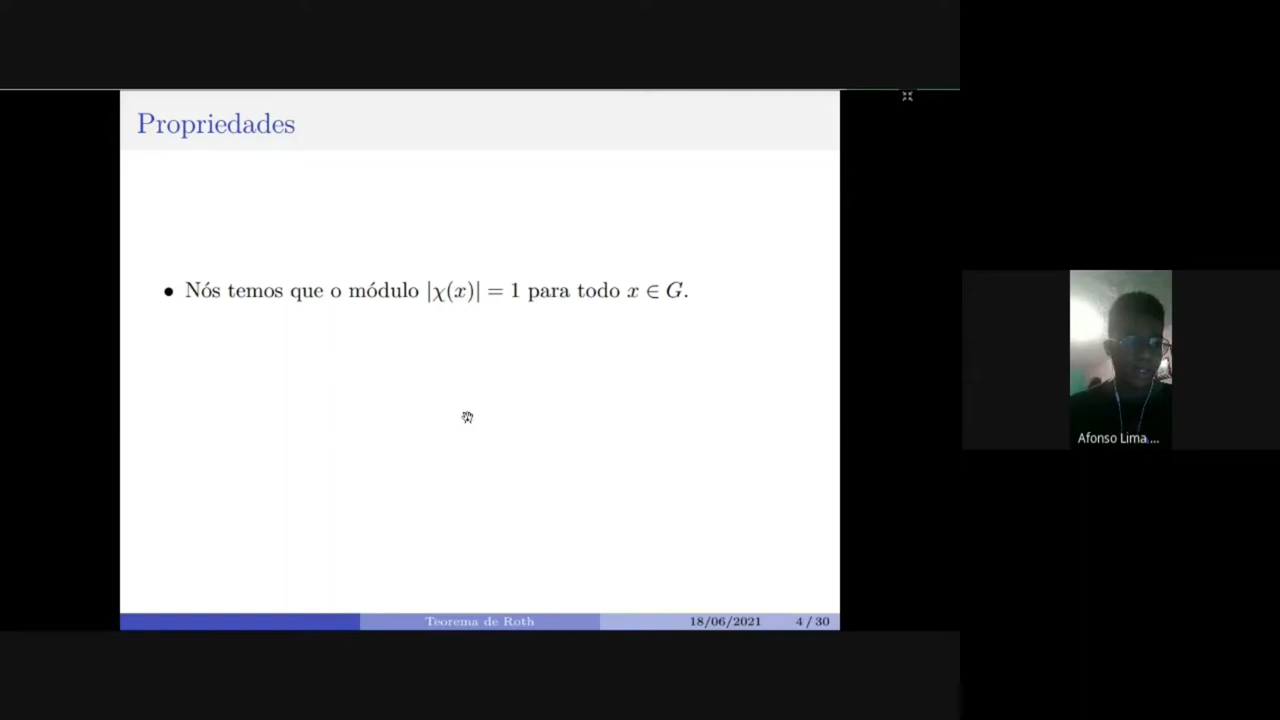 Propriedades
• Nós temos que o módulo |χ(x)| = 1 para todo x ∈ G.
Afonso Lima ...
Teorema de Roth 18/06/2021 4 / 30